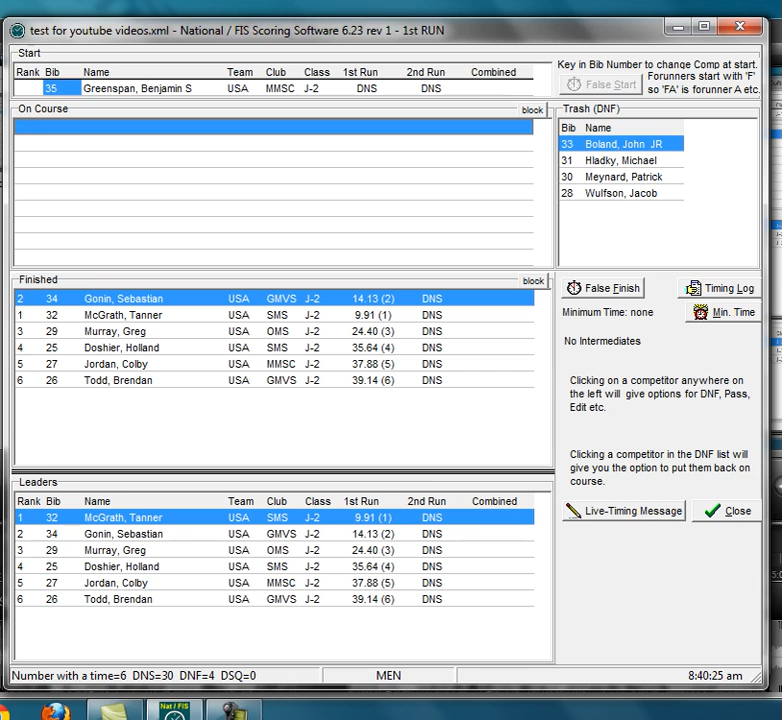 test for youtube videos.xml - National / FIS Scoring Software 6.23 rev 1 - 1st RUN
Start
Rank Bib Name Team Club Class 1st Run 2nd Run Combined
35 Greenspan, Benjamin S USA MMSC J-2 DNS DNS
Key in Bib Number to change Comp at start.
False Start
Forunners start with 'F'
so 'FA' is forunner A etc.
On Course block
Trash (DNF)
Bib Name
33 Boland, John JR
31 Hladky, Michael
30 Meynard, Patrick
28 Wulfson, Jacob
Finished block
2 34 Gonin, Sebastian USA GMVS J-2 14.13 (2) DNS
1 32 McGrath, Tanner USA SMS J-2 9.91 (1) DNS
3 29 Murray, Greg USA OMS J-2 24.40 (3) DNS
4 25 Doshier, Holland USA SMS J-2 35.64 (4) DNS
5 27 Jordan, Colby USA MMSC J-2 37.88 (5) DNS
6 26 Todd, Brendan USA GMVS J-2 39.14 (6) DNS
False Finish Timing Log
Minimum Time: none Min. Time
No Intermediates
Clicking on a competitor anywhere on
the left will give options for DNF, Pass,
Edit etc.
Clicking a competitor in the DNF list will
give you the option to put them back on
course.
Live-Timing Message Close
Leaders
Rank Bib Name Team Club Class 1st Run 2nd Run Combined
1 32 McGrath, Tanner USA SMS J-2 9.91 (1) DNS
2 34 Gonin, Sebastian USA GMVS J-2 14.13 (2) DNS
3 29 Murray, Greg USA OMS J-2 24.40 (3) DNS
4 25 Doshier, Holland USA SMS J-2 35.64 (4) DNS
5 27 Jordan, Colby USA MMSC J-2 37.88 (5) DNS
6 26 Todd, Brendan USA GMVS J-2 39.14 (6) DNS
Number with a time=6 DNS=30 DNF=4 DSQ=0 MEN 8:40:25 am
Nat / FIS